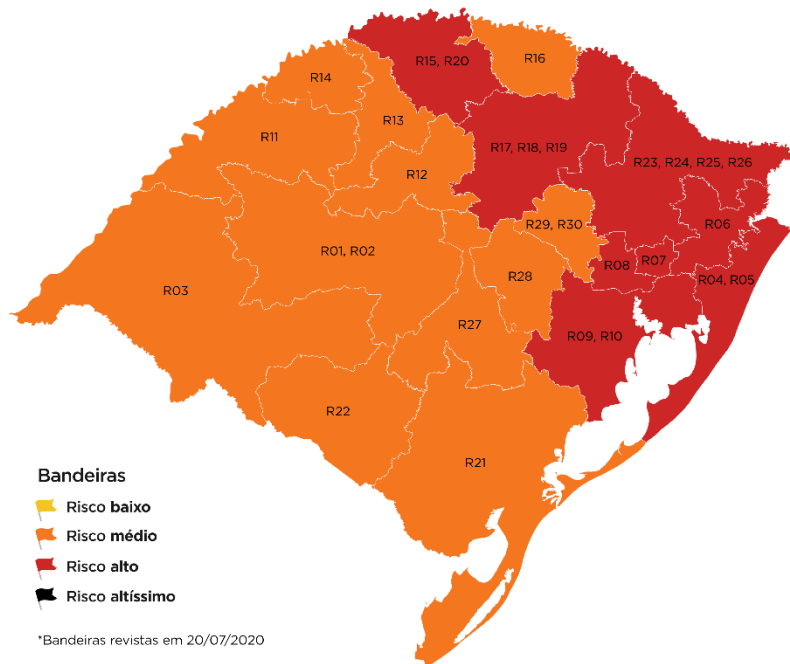 R15, R20
R16
R14
R13
R11
R17, R18, R19
R23, R24, R25, R26
R12
R29, R30
R06
R01, R02
R08
R07
R28
R04, R05
R03
R27
R09, R10
R22
R21
Bandeiras
Risco baixo
Risco médio
Risco alto
Risco altíssimo
*Bandeiras revistas em 20/07/2020